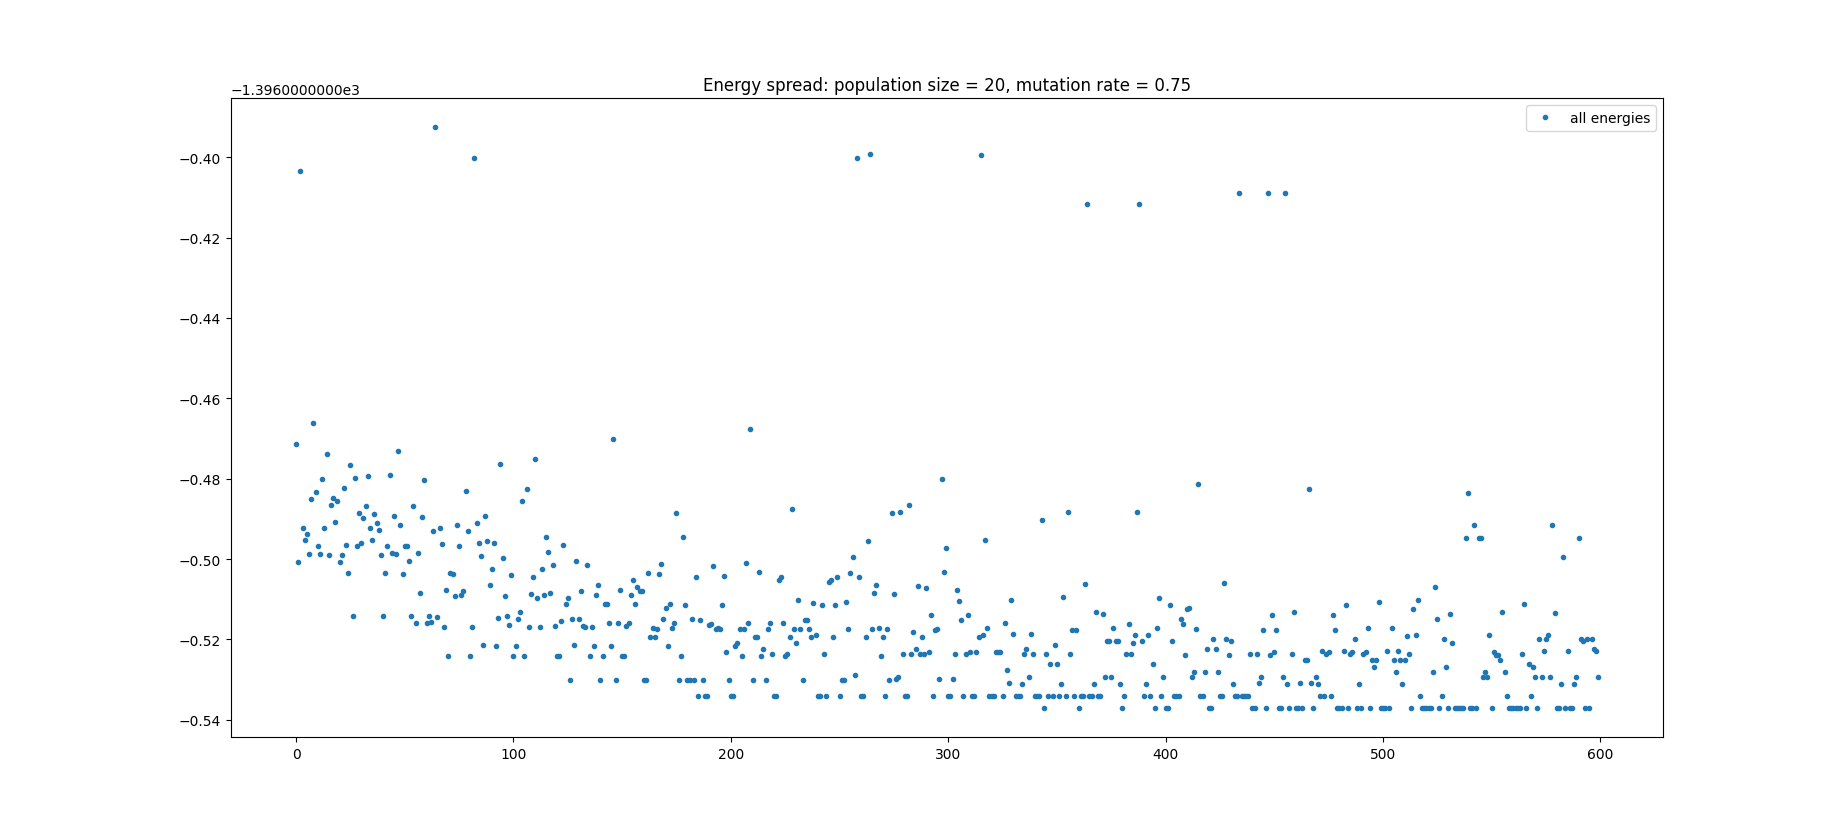 Energy spread: population size = 20, mutation rate = 0.75
−1.3960000000e3
all energies
−0.40
−0.42
−0.44
−0.46
−0.48
−0.50
−0.52
−0.54
0 100 200 300 400 500 600